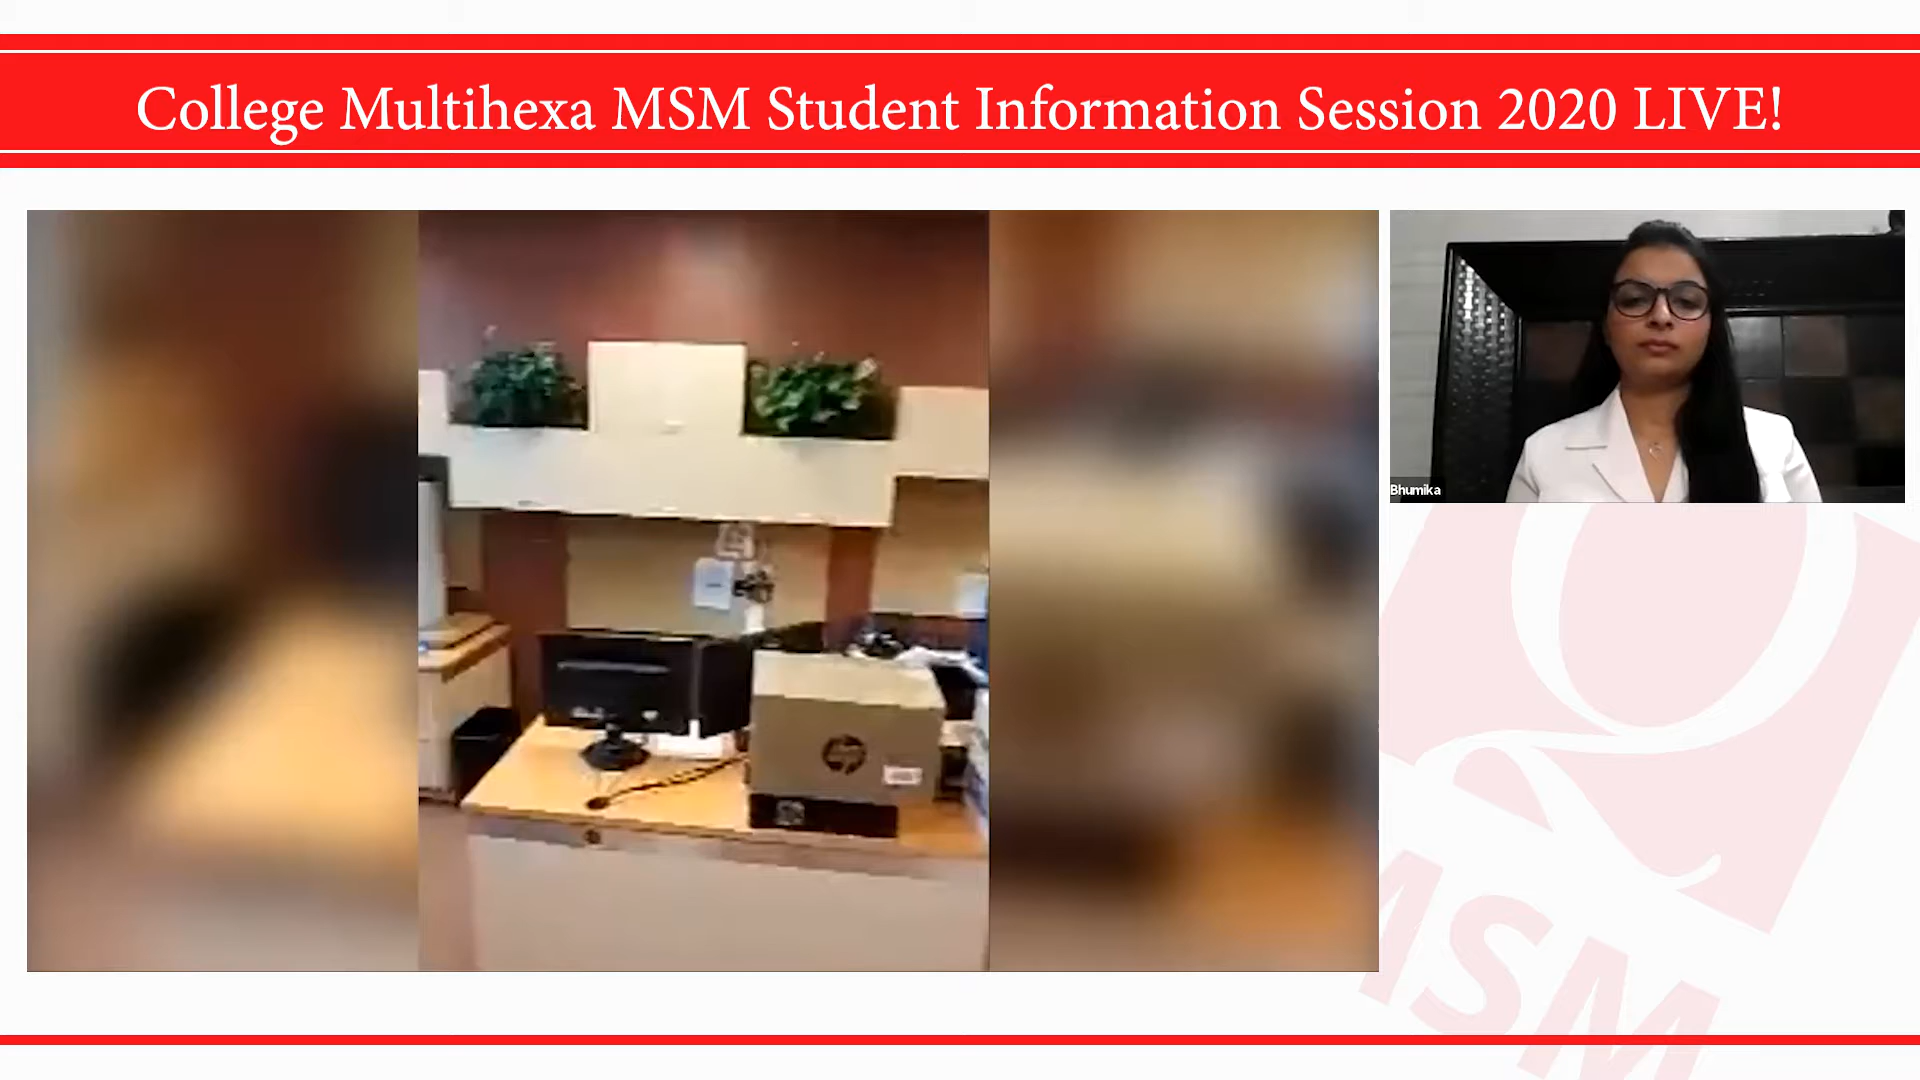 College Multihexa MSM Student Information Session 2020 LIVE!
hp
Bhumika
MSM